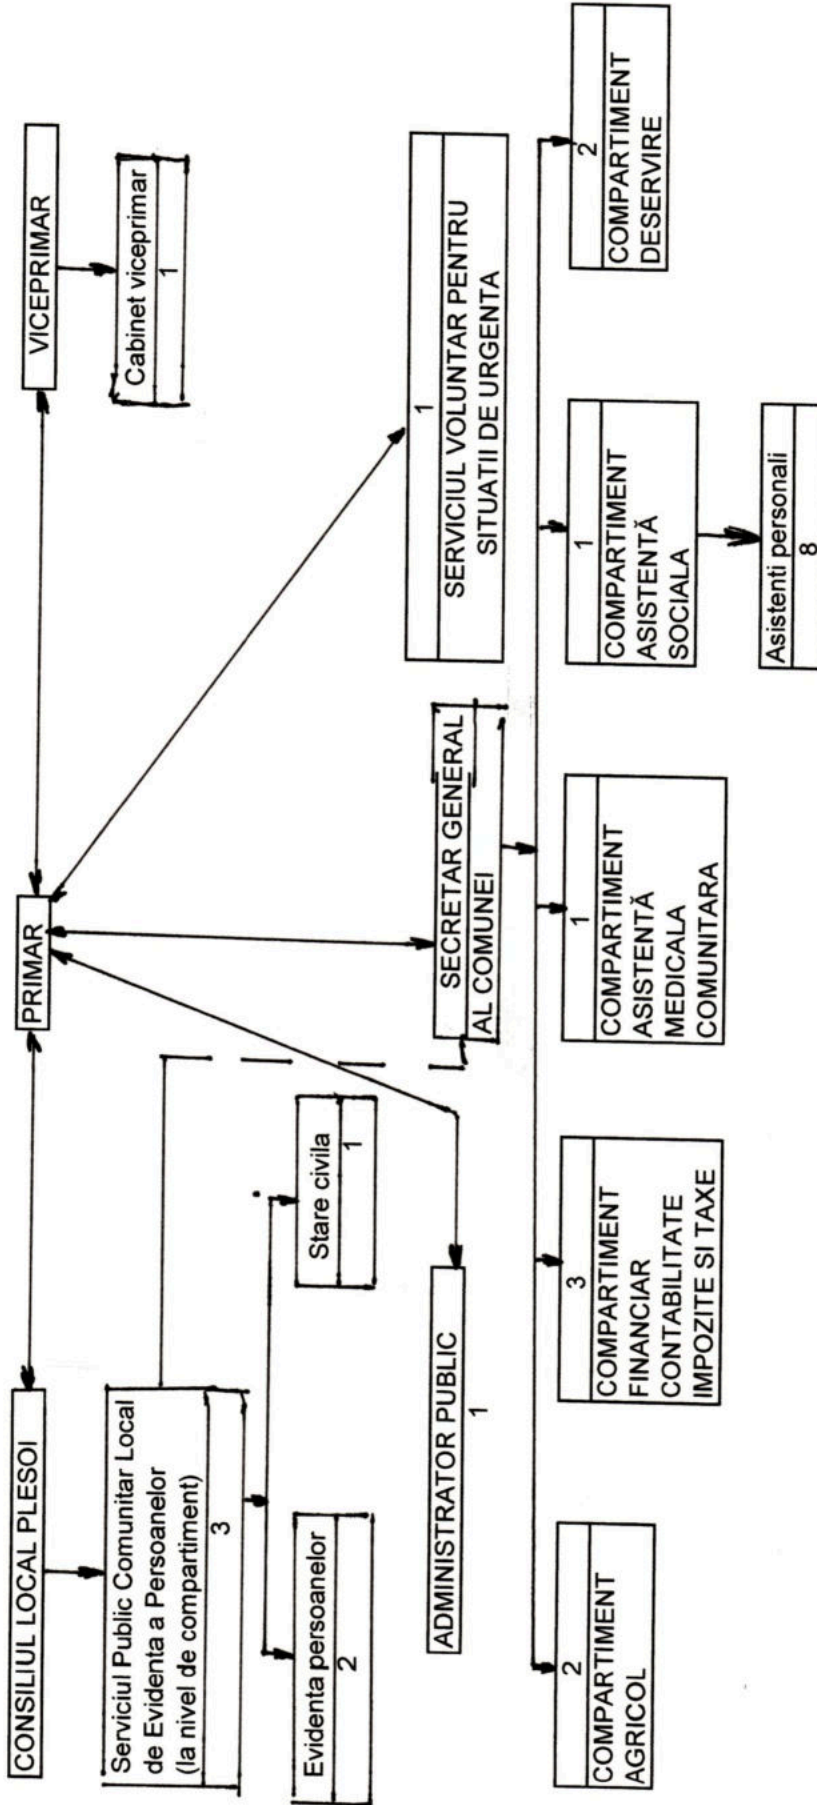 CONSILIUL LOCAL PLESOI
PRIMAR
VICEPRIMAR
Serviciul Public Comunitar Local
de Evidenta a Persoanelor
(la nivel de compartiment)
3
Cabinet viceprimar
1
Evidenta persoanelor
2
Stare civila
1
ADMINISTRATOR PUBLIC
1
SECRETAR GENERAL
AL COMUNEI
1
SERVICIUL VOLUNTAR PENTRU
SITUATII DE URGENTA
2
COMPARTIMENT
AGRICOL
3
COMPARTIMENT
FINANCIAR
CONTABILITATE
IMPOZITE SI TAXE
1
COMPARTIMENT
ASISTENTĂ
MEDICALA
COMUNITARA
1
COMPARTIMENT
ASISTENTĂ
SOCIALA
2
COMPARTIMENT
DESERVIRE
Asistenti personali
8